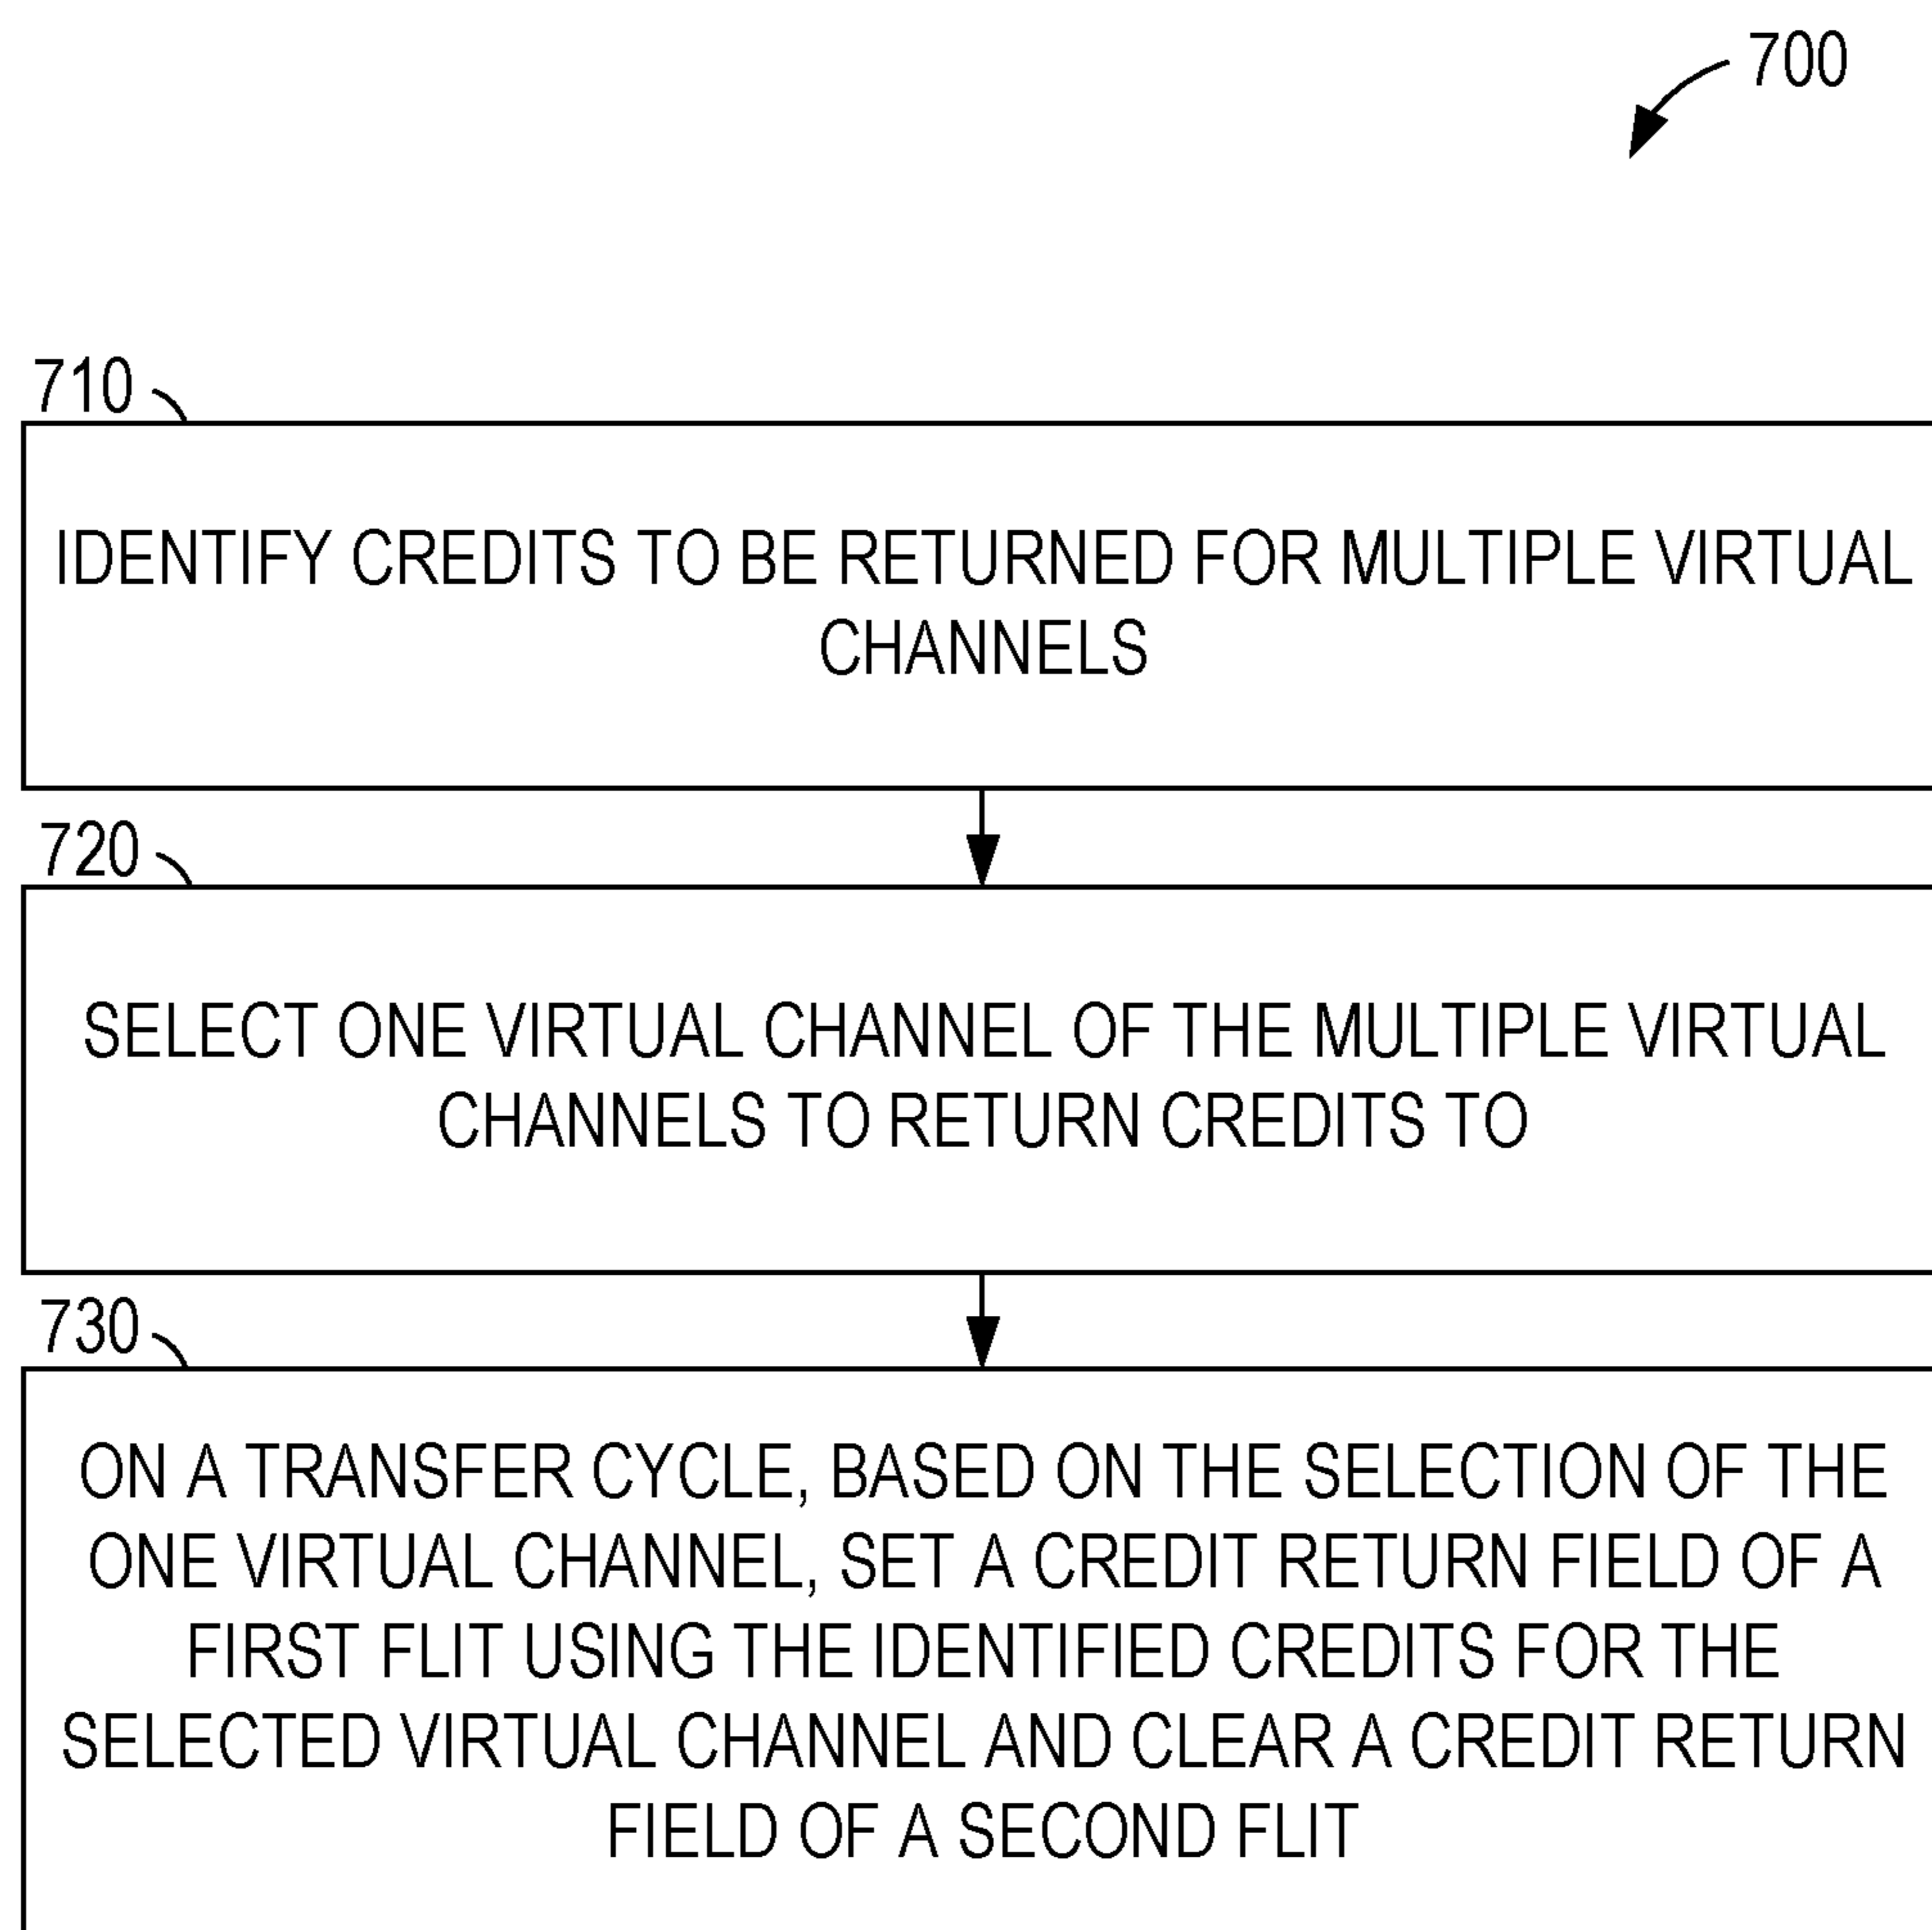 700
710
IDENTIFY CREDITS TO BE RETURNED FOR MULTIPLE VIRTUAL
CHANNELS
720
SELECT ONE VIRTUAL CHANNEL OF THE MULTIPLE VIRTUAL
CHANNELS TO RETURN CREDITS TO
730
ON A TRANSFER CYCLE, BASED ON THE SELECTION OF THE
ONE VIRTUAL CHANNEL, SET A CREDIT RETURN FIELD OF A
FIRST FLIT USING THE IDENTIFIED CREDITS FOR THE
SELECTED VIRTUAL CHANNEL AND CLEAR A CREDIT RETURN
FIELD OF A SECOND FLIT